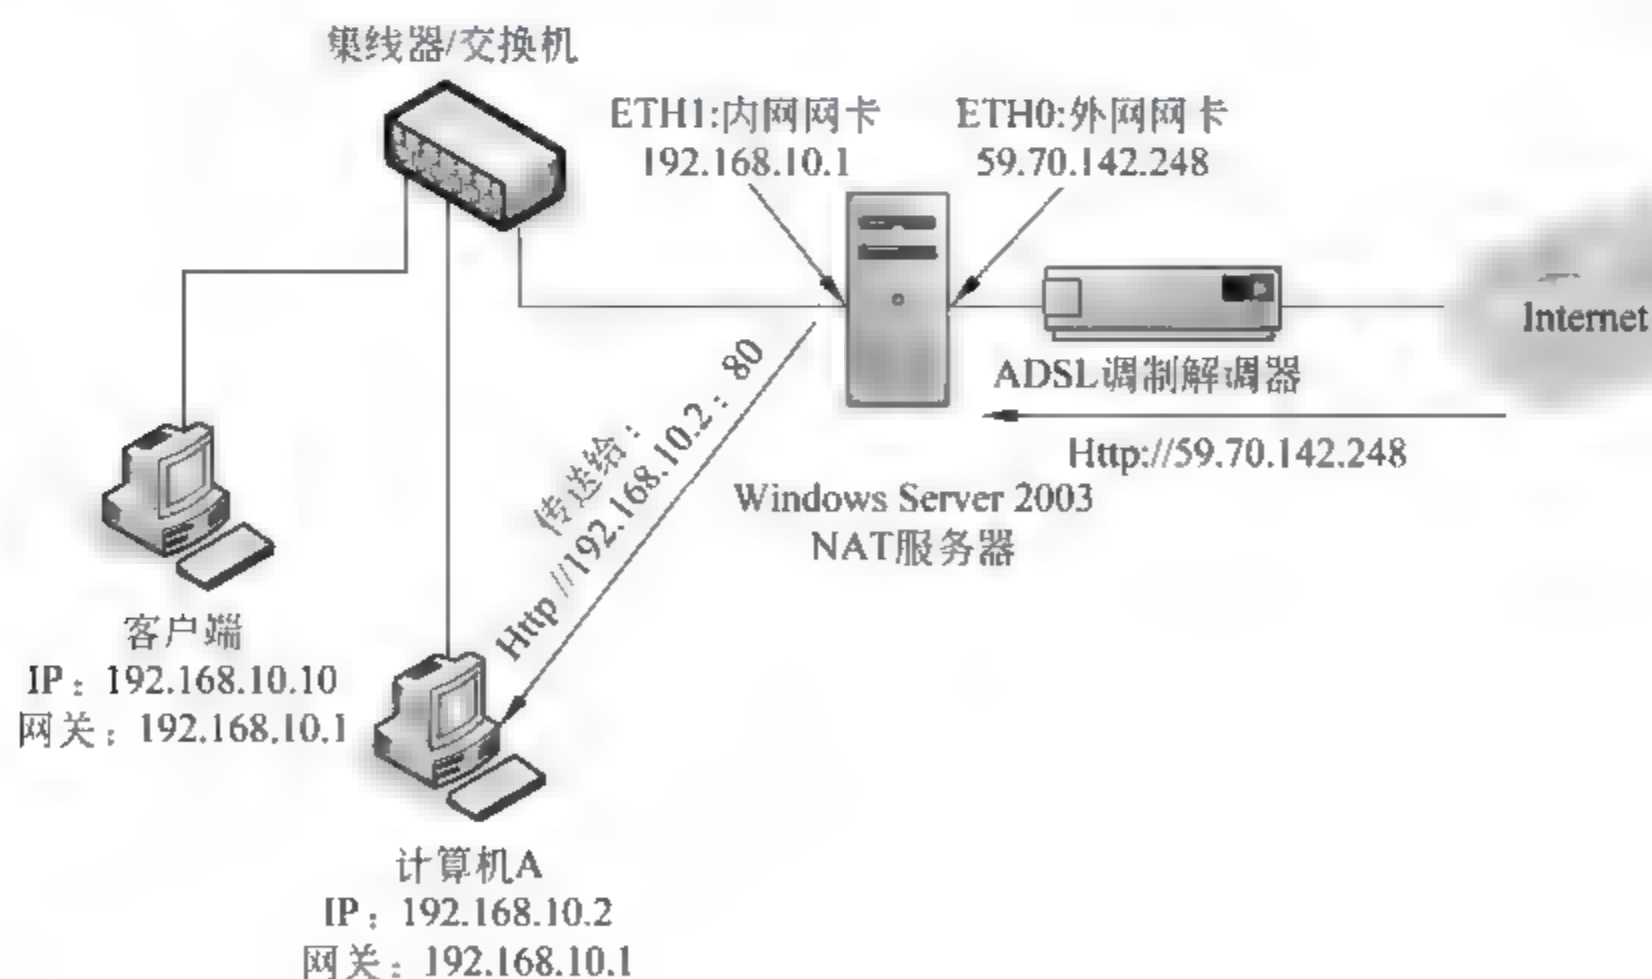 集线器/交换机
ETH1:内网网卡
192.168.10.1
ETH0:外网网卡
59.70.142.248
Internet
ADSL调制解调器
Http://59.70.142.248
传送给：
Http //192.168.10.2：80
Windows Server 2003
NAT服务器
客户端
IP：192.168.10.10
网关：192.168.10.1
计算机A
IP：192.168.10.2
网关：192.168.10.1